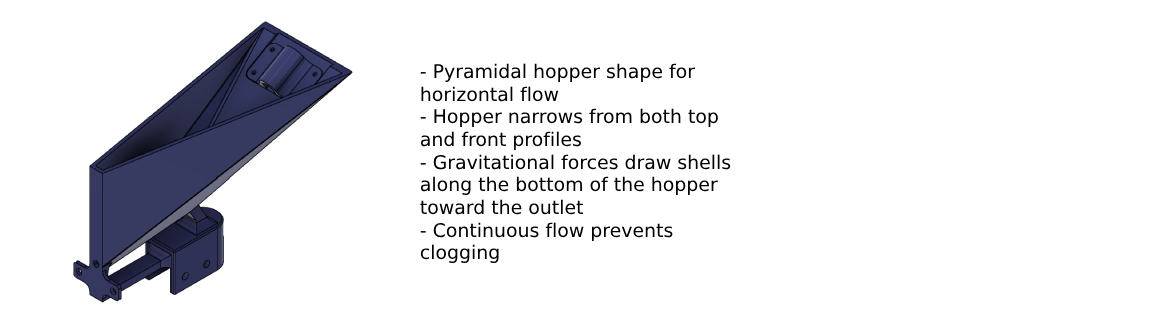 - Pyramidal hopper shape for
horizontal flow
- Hopper narrows from both top
and front profiles
- Gravitational forces draw shells
along the bottom of the hopper
toward the outlet
- Continuous flow prevents
clogging